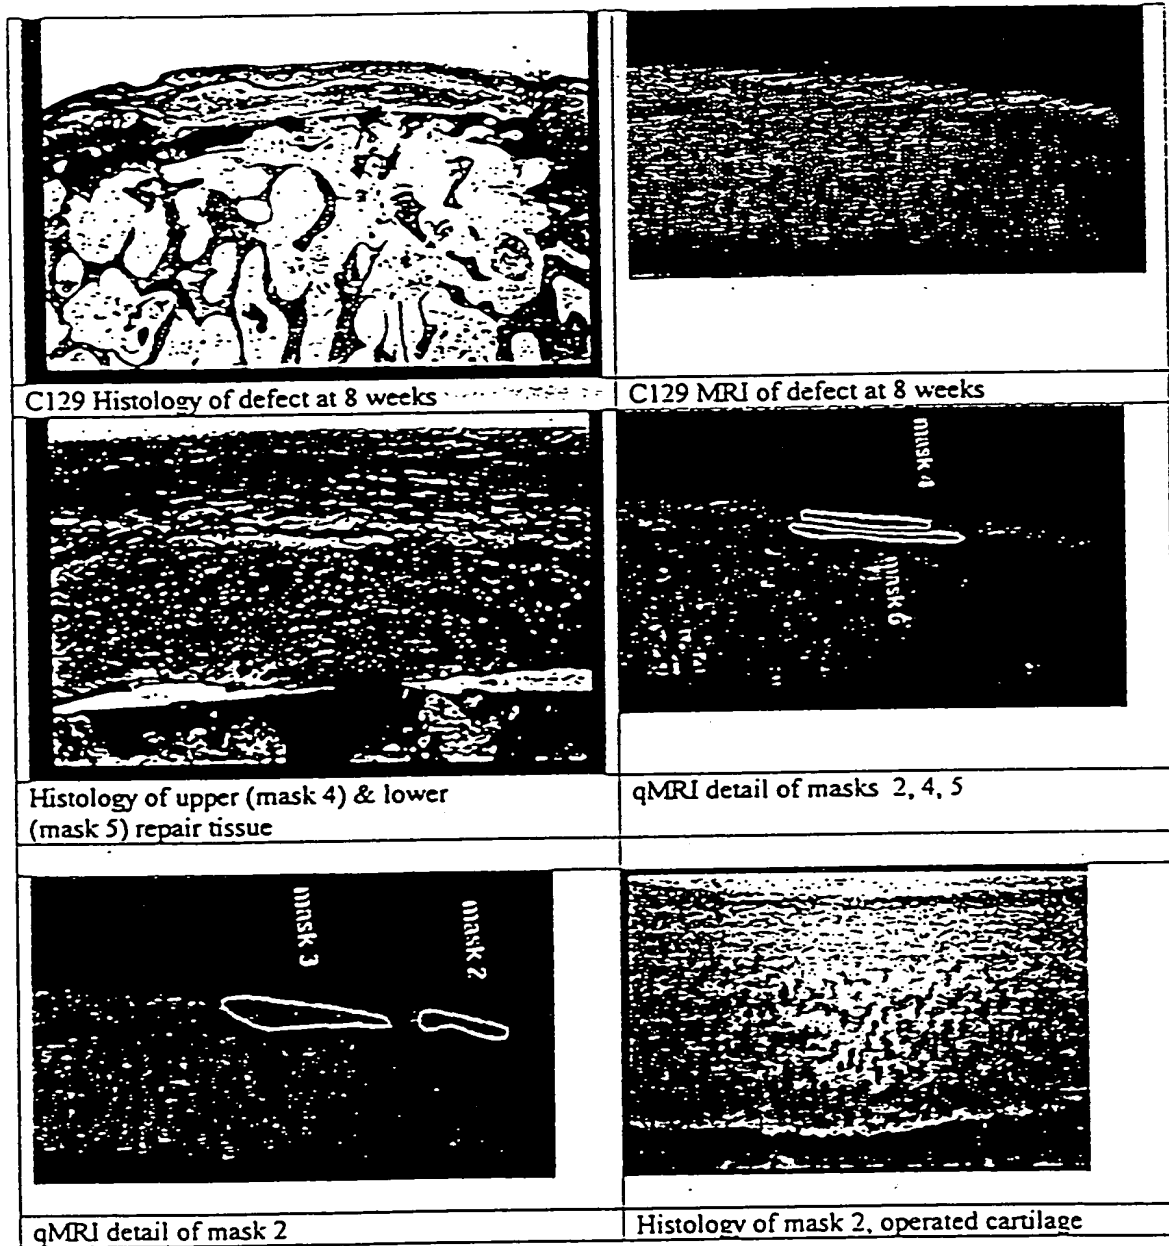 C129 Histology of defect at 8 weeks
C129 MRI of defect at 8 weeks
mask 4
mask 6
Histology of upper (mask 4) & lower
(mask 5) repair tissue
qMRI detail of masks 2, 4, 5
mask 3
mask 2
qMRI detail of mask 2
Histology of mask 2, operated cartilage